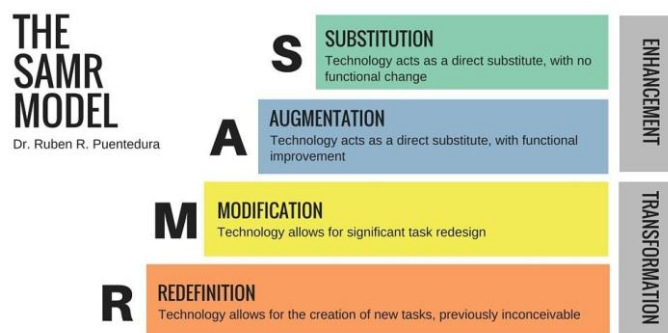 THE
SAMR
MODEL
Dr. Ruben R. Puentedura
S
SUBSTITUTION
Technology acts as a direct substitute, with no
functional change
A
AUGMENTATION
Technology acts as a direct substitute, with functional
improvement
ENHANCEMENT
M
MODIFICATION
Technology allows for significant task redesign
R
REDEFINITION
Technology allows for the creation of new tasks, previously inconceivable
TRANSFORMATION